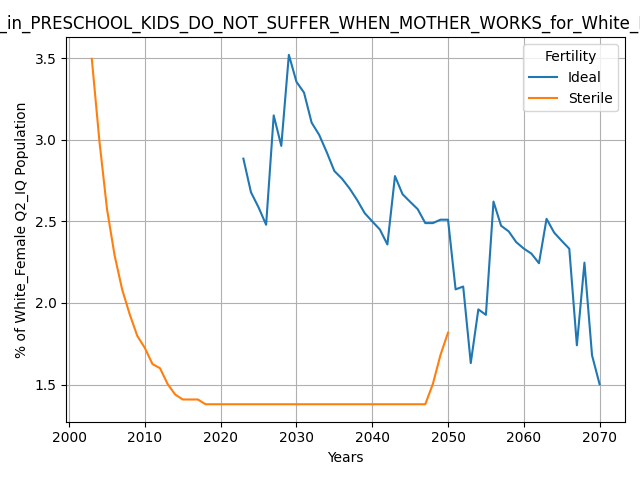 _in_PRESCHOOL_KIDS_DO_NOT_SUFFER_WHEN_MOTHER_WORKS_for_White_
Fertility
Ideal
Sterile
% of White_Female Q2_IQ Population
3.5
3.0
2.5
2.0
1.5
2000 2010 2020 2030 2040 2050 2060 2070
Years